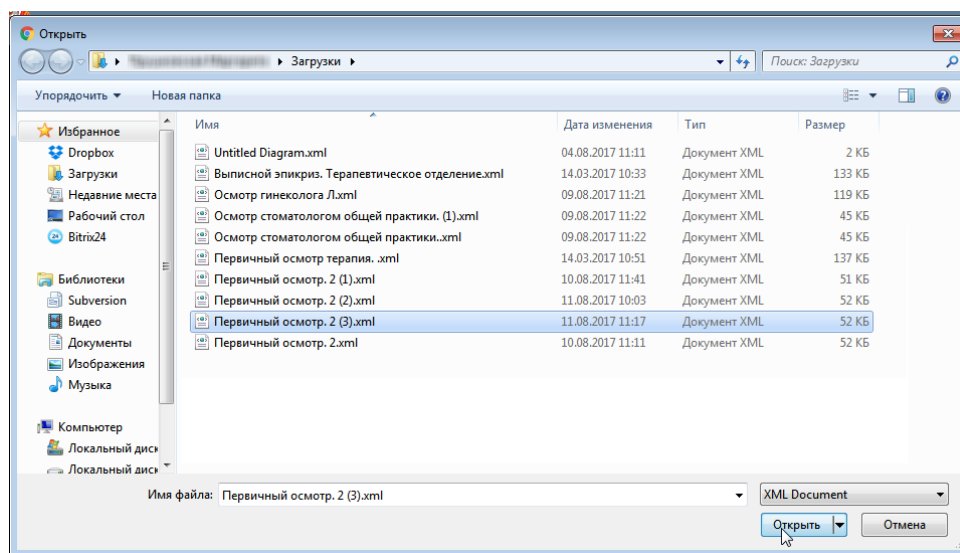 Открыть
Загрузки
Поиск: Загрузки
Упорядочить Новая папка
Избранное
Dropbox
Загрузки
Недавние места
Рабочий стол
Bitrix24
Библиотеки
Subversion
Видео
Документы
Изображения
Музыка
Компьютер
Локальный диск
Локальный диск
Имя Дата изменения Тип Размер
Untitled Diagram.xml 04.08.2017 11:11 Документ XML 2 КБ
Выписной эпикриз. Терапевтическое отделение.xml 14.03.2017 10:33 Документ XML 133 КБ
Осмотр гинеколога Л.xml 09.08.2017 11:21 Документ XML 119 КБ
Осмотр стоматологом общей практики. (1).xml 09.08.2017 11:22 Документ XML 45 КБ
Осмотр стоматологом общей практики..xml 09.08.2017 11:22 Документ XML 45 КБ
Первичный осмотр терапия. .xml 14.03.2017 10:51 Документ XML 137 КБ
Первичный осмотр. 2 (1).xml 10.08.2017 11:41 Документ XML 51 КБ
Первичный осмотр. 2 (2).xml 11.08.2017 10:03 Документ XML 52 КБ
Первичный осмотр. 2 (3).xml 11.08.2017 11:17 Документ XML 52 КБ
Первичный осмотр. 2.xml 10.08.2017 11:11 Документ XML 52 КБ
Имя файла: Первичный осмотр. 2 (3).xml XML Document
Открыть Отмена